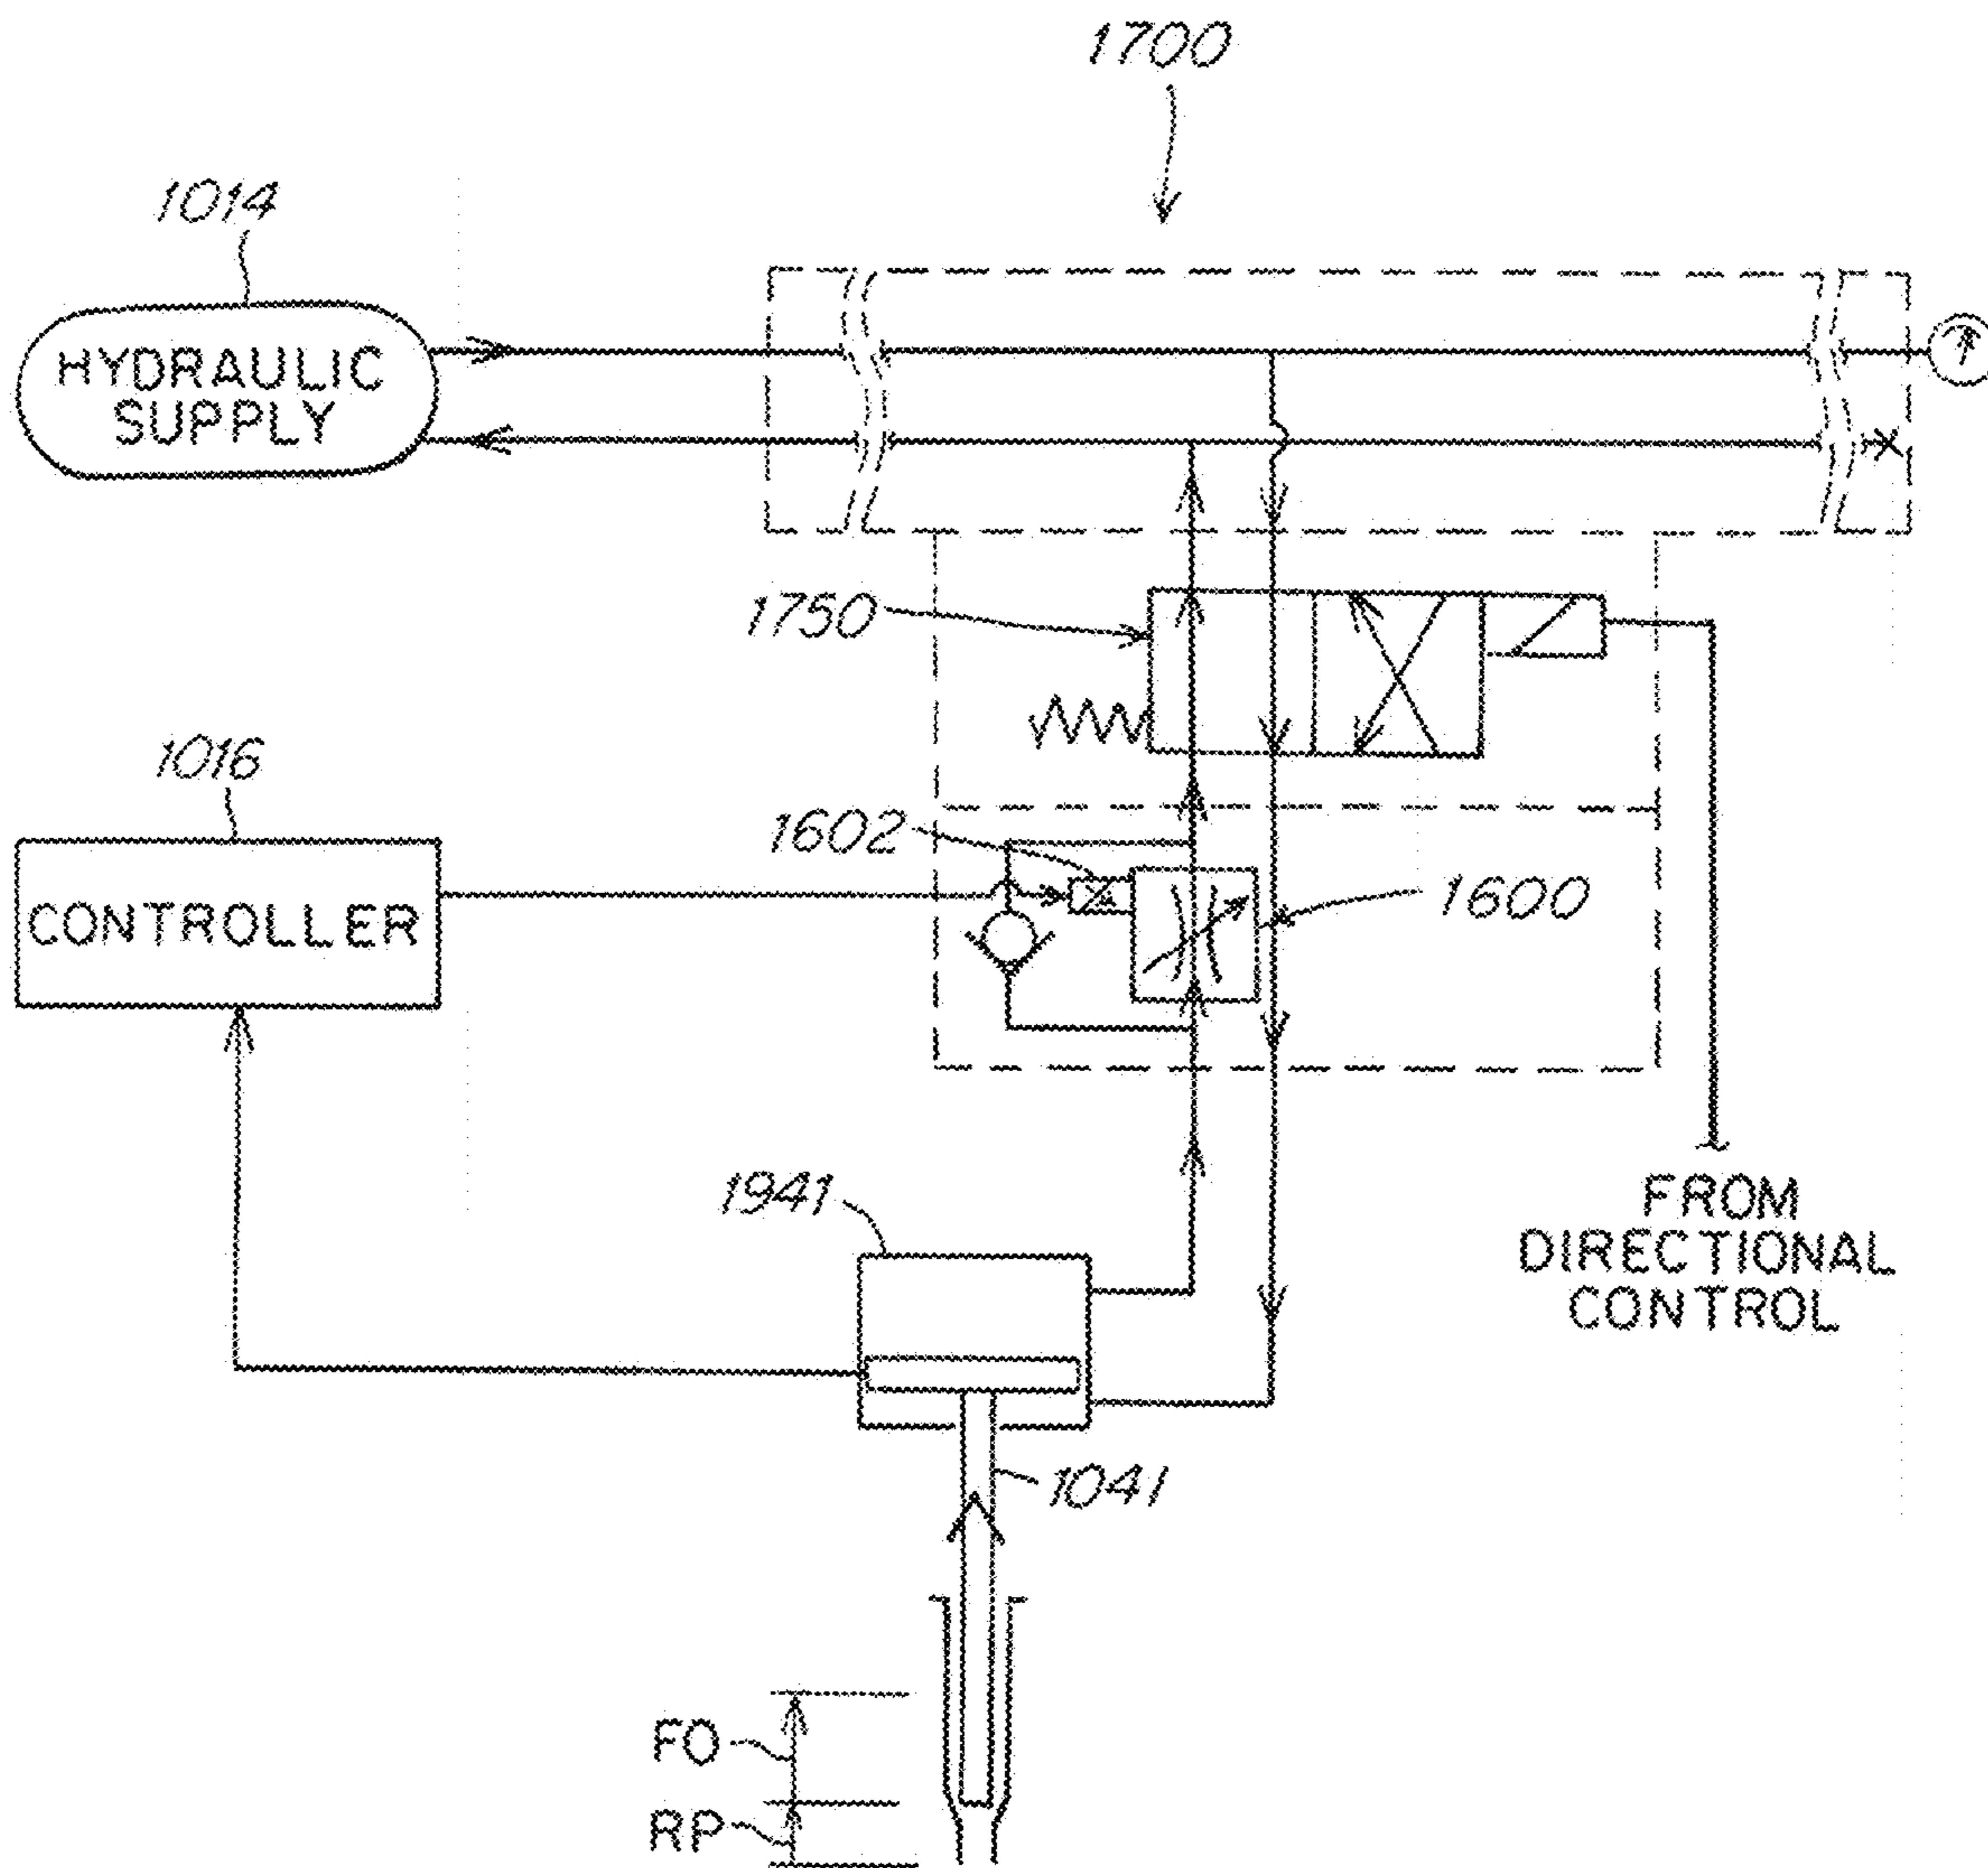 1700
1014
HYDRAULIC
SUPPLY
1750
1016
1602
CONTROLLER
1600
1941
FROM
DIRECTIONAL
CONTROL
1041
FO
RP